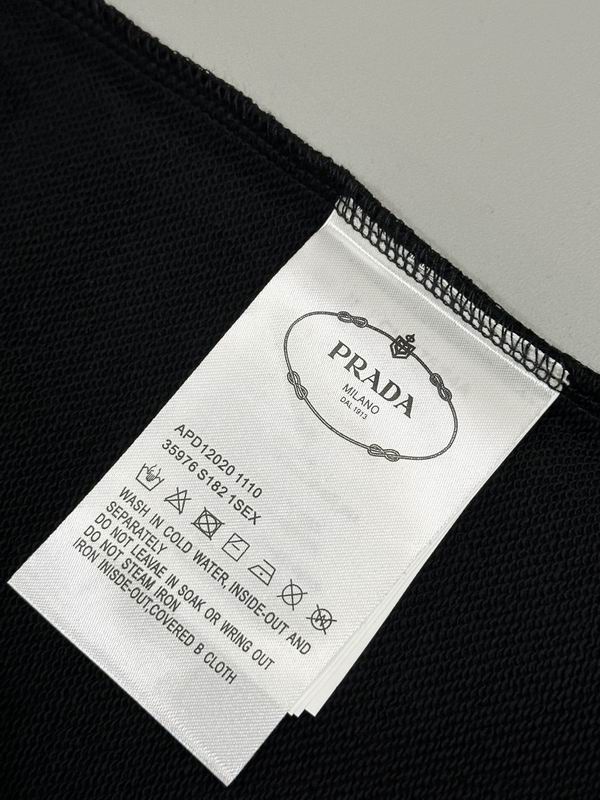 PRADA
MILANO
DAL 1913
APD12020 1110
35976 S182 1SEX
WASH IN COLD WATER, INSIDE-OUT AND
SEPARATELY
DO NOT LEAVAE IN SOAK OR WRING OUT
DO NOT STEAM IRON
IRON INISDE-OUT,COVERED B CLOTH